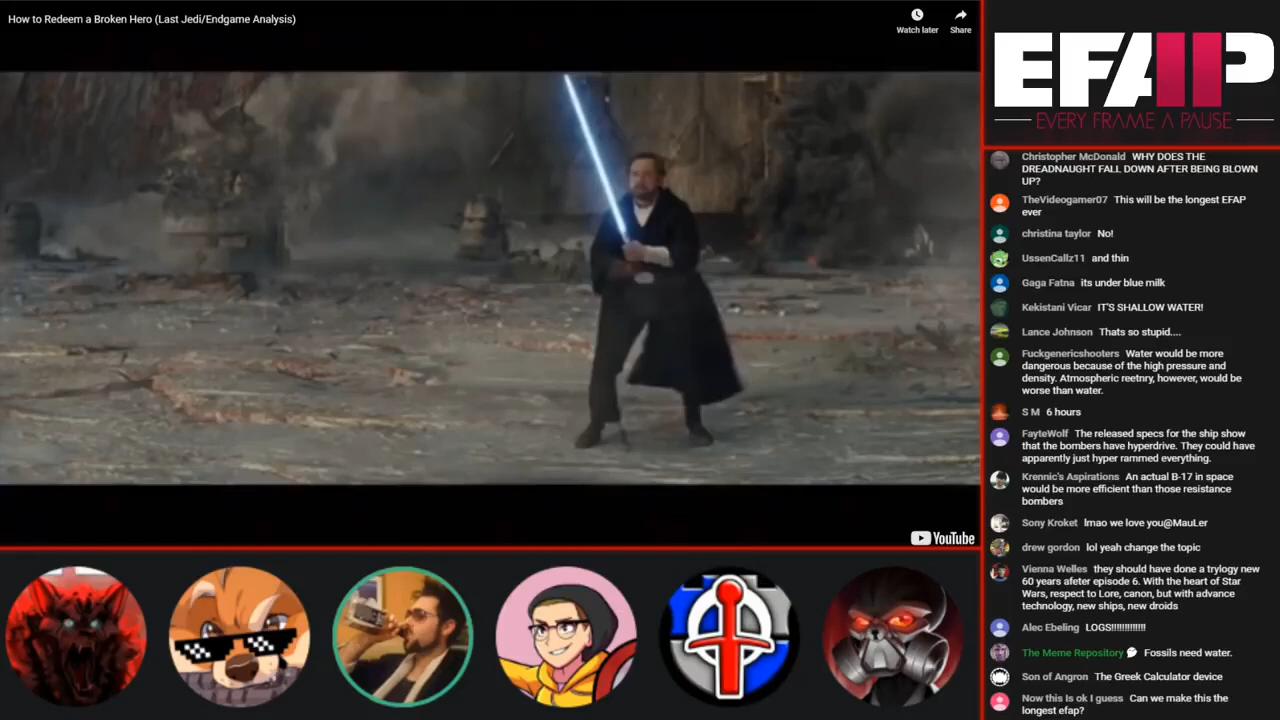 How to Redeem a Broken Hero (Last Jedi/Endgame Analysis)
Watch later
Share
YouTube
EFAP
EVERY FRAME A PAUSE
Christopher McDonald WHY DOES THE
DREADNAUGHT FALL DOWN AFTER BEING BLOWN
UP?
TheVideogamer07 This will be the longest EFAP
ever
christina taylor No!
UssenCallz11 and thin
Gaga Fatna its under blue milk
Kekistani Vicar IT'S SHALLOW WATER!
Lance Johnson Thats so stupid....
Fuckgenericshooters Water would be more
dangerous because of the high pressure and
density. Atmospheric reetnry, however, would be
worse than water.
S M 6 hours
FayteWolf The released specs for the ship show
that the bombers have hyperdrive. They could have
apparently just hyper rammed everything.
Krennic's Aspirations An actual B-17 in space
would be more efficient than those resistance
bombers
Sony Kroket lmao we love you@MauLer
drew gordon lol yeah change the topic
Vienna Welles they should have done a trylogy new
60 years afeter episode 6. With the heart of Star
Wars, respect to Lore, canon, but with advance
technology, new ships, new droids
Alec Ebeling LOGS!!!!!!!!!!!!!
The Meme Repository Fossils need water.
Son of Angron The Greek Calculator device
Now this Is ok I guess Can we make this the
longest efap?